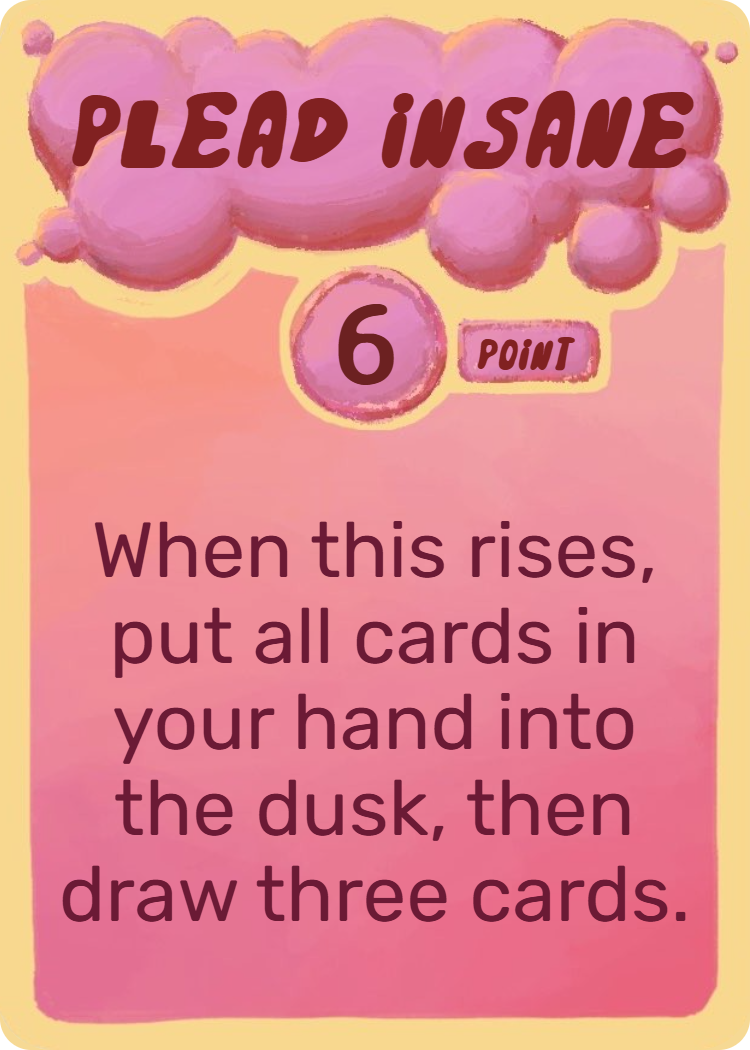 PLEAD INSANE
6
POINT
When this rises,
put all cards in
your hand into
the dusk, then
draw three cards.